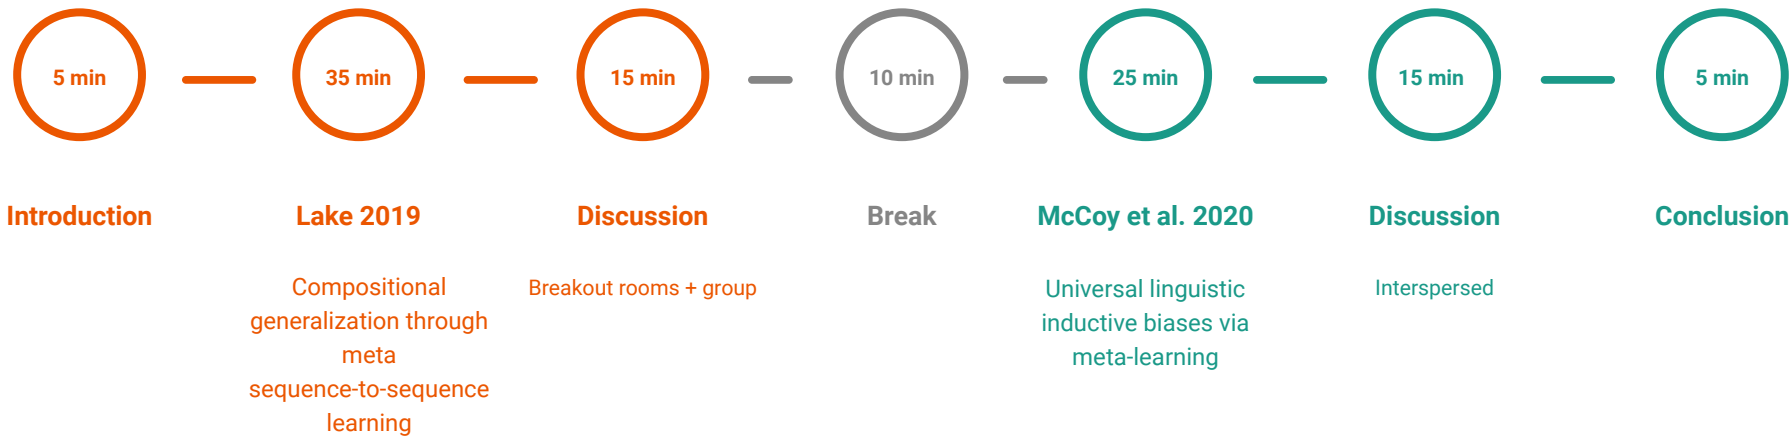 5 min
35 min
15 min
10 min
25 min
15 min
5 min
Introduction
Lake 2019
Discussion
Break
McCoy et al. 2020
Discussion
Conclusion
Compositional
generalization through
meta
sequence-to-sequence
learning
Breakout rooms + group
Universal linguistic
inductive biases via
meta-learning
Interspersed